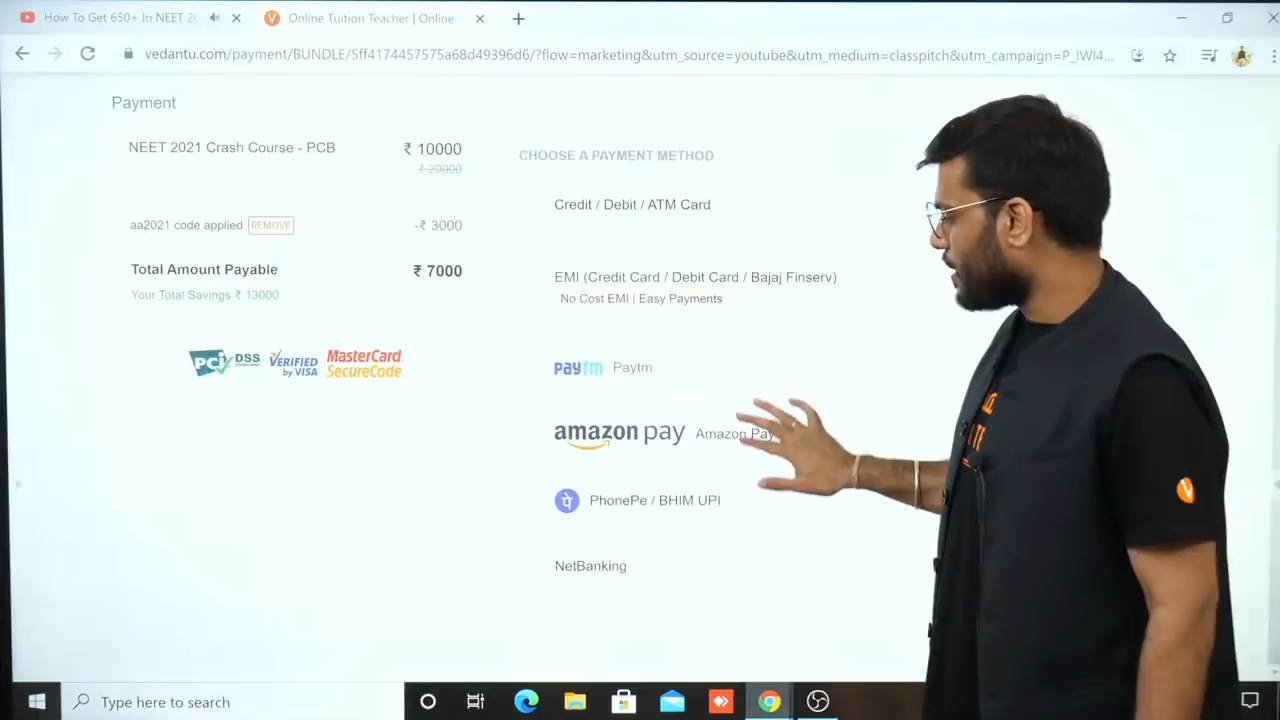 How To Get 650+ In NEET 20
Online Tuition Teacher | Online
vedantu.com/payment/BUNDLE/5ff4174457575a68d49396d6/?flow=marketing&utm_source=youtube&utm_medium=classpitch&utm_campaign=P_IWI4...
Payment
NEET 2021 Crash Course - PCB
₹ 10000
₹ 20000
aa2021 code applied REMOVE
-₹ 3000
Total Amount Payable
₹ 7000
Your Total Savings ₹ 13000
PCI DSS COMPLIANT
VERIFIED by VISA
MasterCard. SecureCode.
CHOOSE A PAYMENT METHOD
Credit / Debit / ATM Card
EMI (Credit Card / Debit Card / Bajaj Finserv)
No Cost EMI | Easy Payments
paytm Paytm
amazon pay Amazon Pay
पे PhonePe / BHIM UPI
NetBanking
V
Type here to search